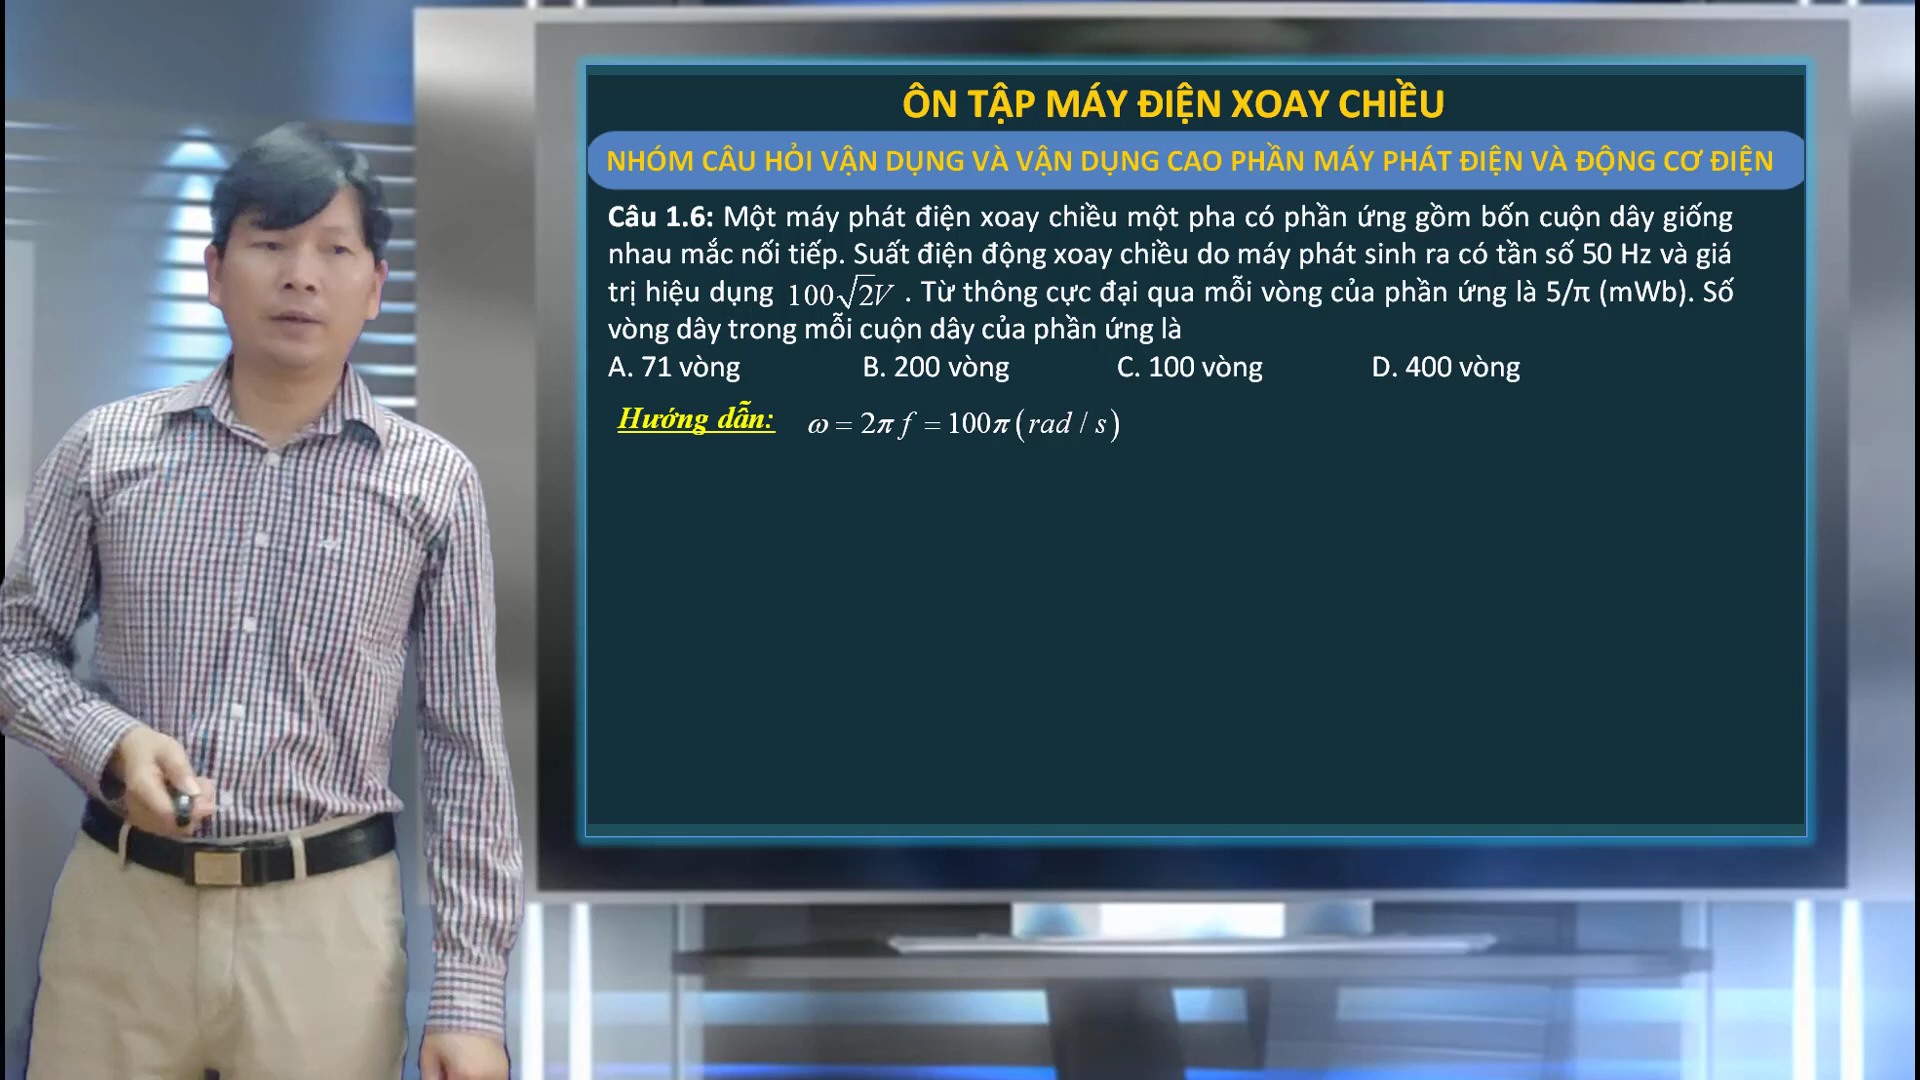 ÔN TẬP MÁY ĐIỆN XOAY CHIỀU
NHÓM CÂU HỎI VẬN DỤNG VÀ VẬN DỤNG CAO PHẦN MÁY PHÁT ĐIỆN VÀ ĐỘNG CƠ ĐIỆN
Câu 1.6: Một máy phát điện xoay chiều một pha có phần ứng gồm bốn cuộn dây giống
nhau mắc nối tiếp. Suất điện động xoay chiều do máy phát sinh ra có tần số 50 Hz và giá
trị hiệu dụng 100√2V . Từ thông cực đại qua mỗi vòng của phần ứng là 5/π (mWb). Số
vòng dây trong mỗi cuộn dây của phần ứng là
A. 71 vòng B. 200 vòng C. 100 vòng D. 400 vòng
Hướng dẫn: ω = 2π f = 100π (rad / s)